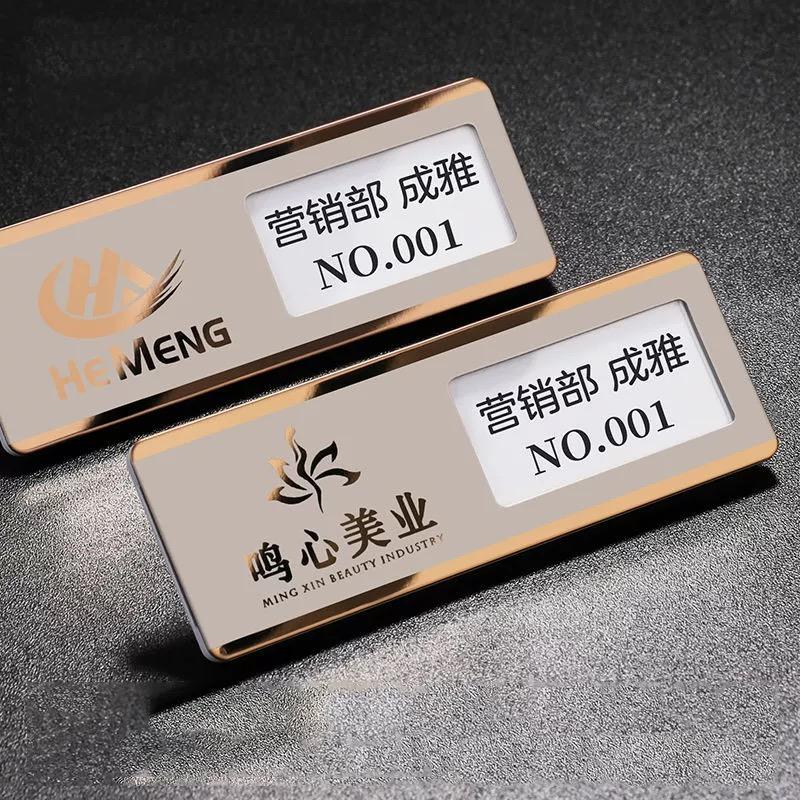 营销部 成雅
NO.001
HEMENG
营销部 成雅
NO.001
鸣心美业
MING XIN BEAUTY INDUSTRY